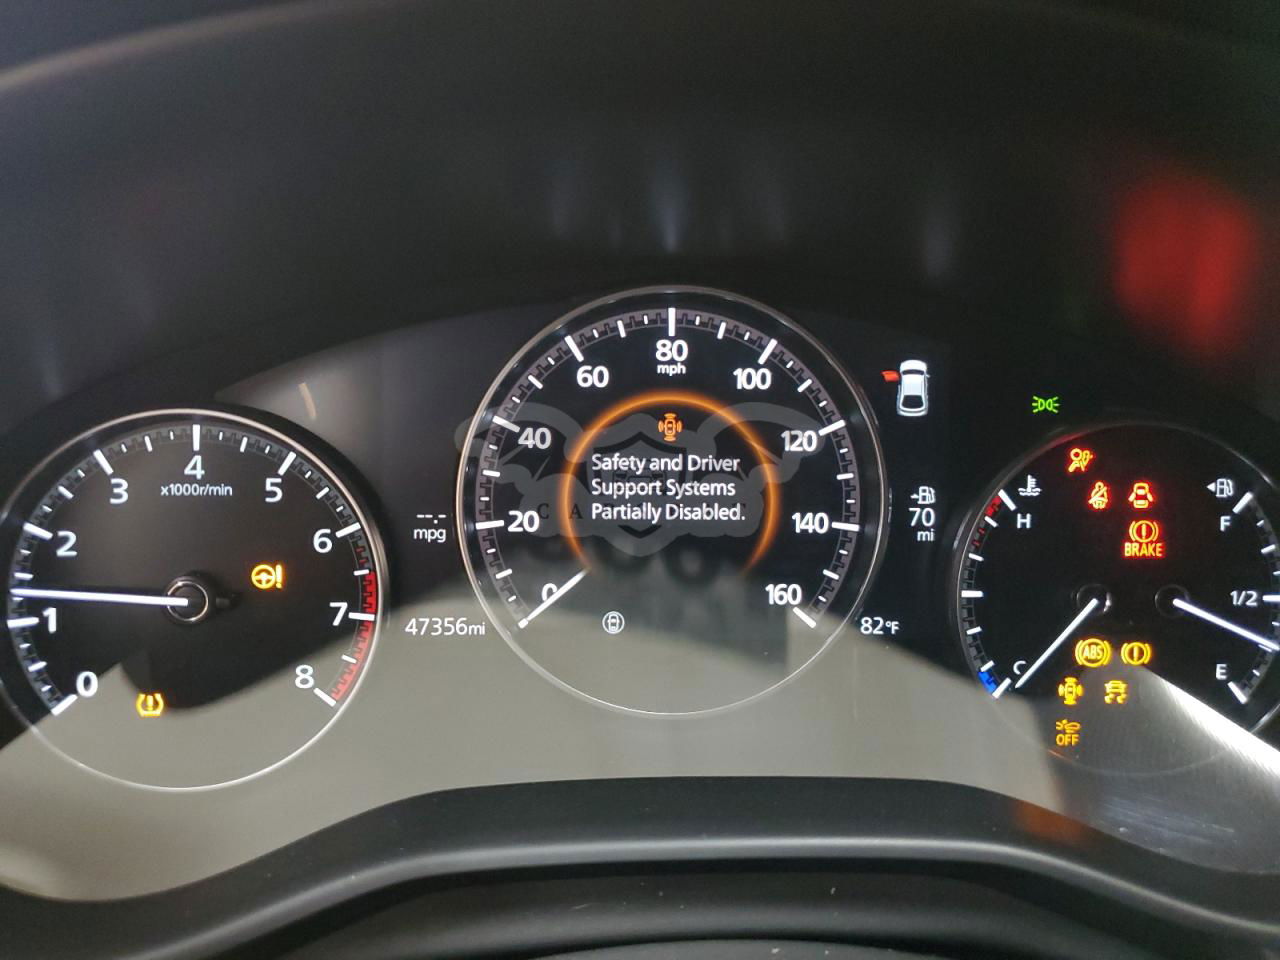 80
mph
60
100
40
120
Safety and Driver
Support Systems
Partially Disabled.
20
140
0
160
4
x1000r/min
3
5
2
6
1
7
0
8
--.-
mpg
47356mi
70
mi
82°F
H
C
F
1/2
E
BRAKE
ABS
OFF